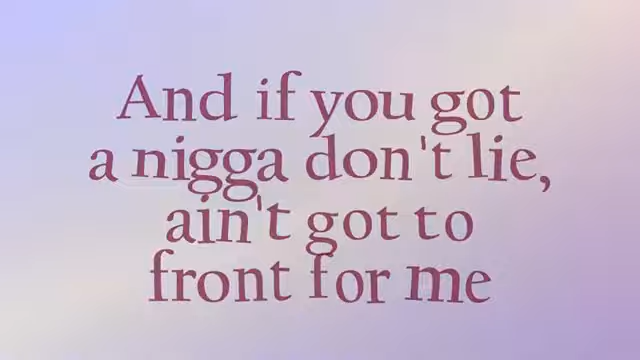 And if you got
a nigga don't lie,
ain't got to
front for me